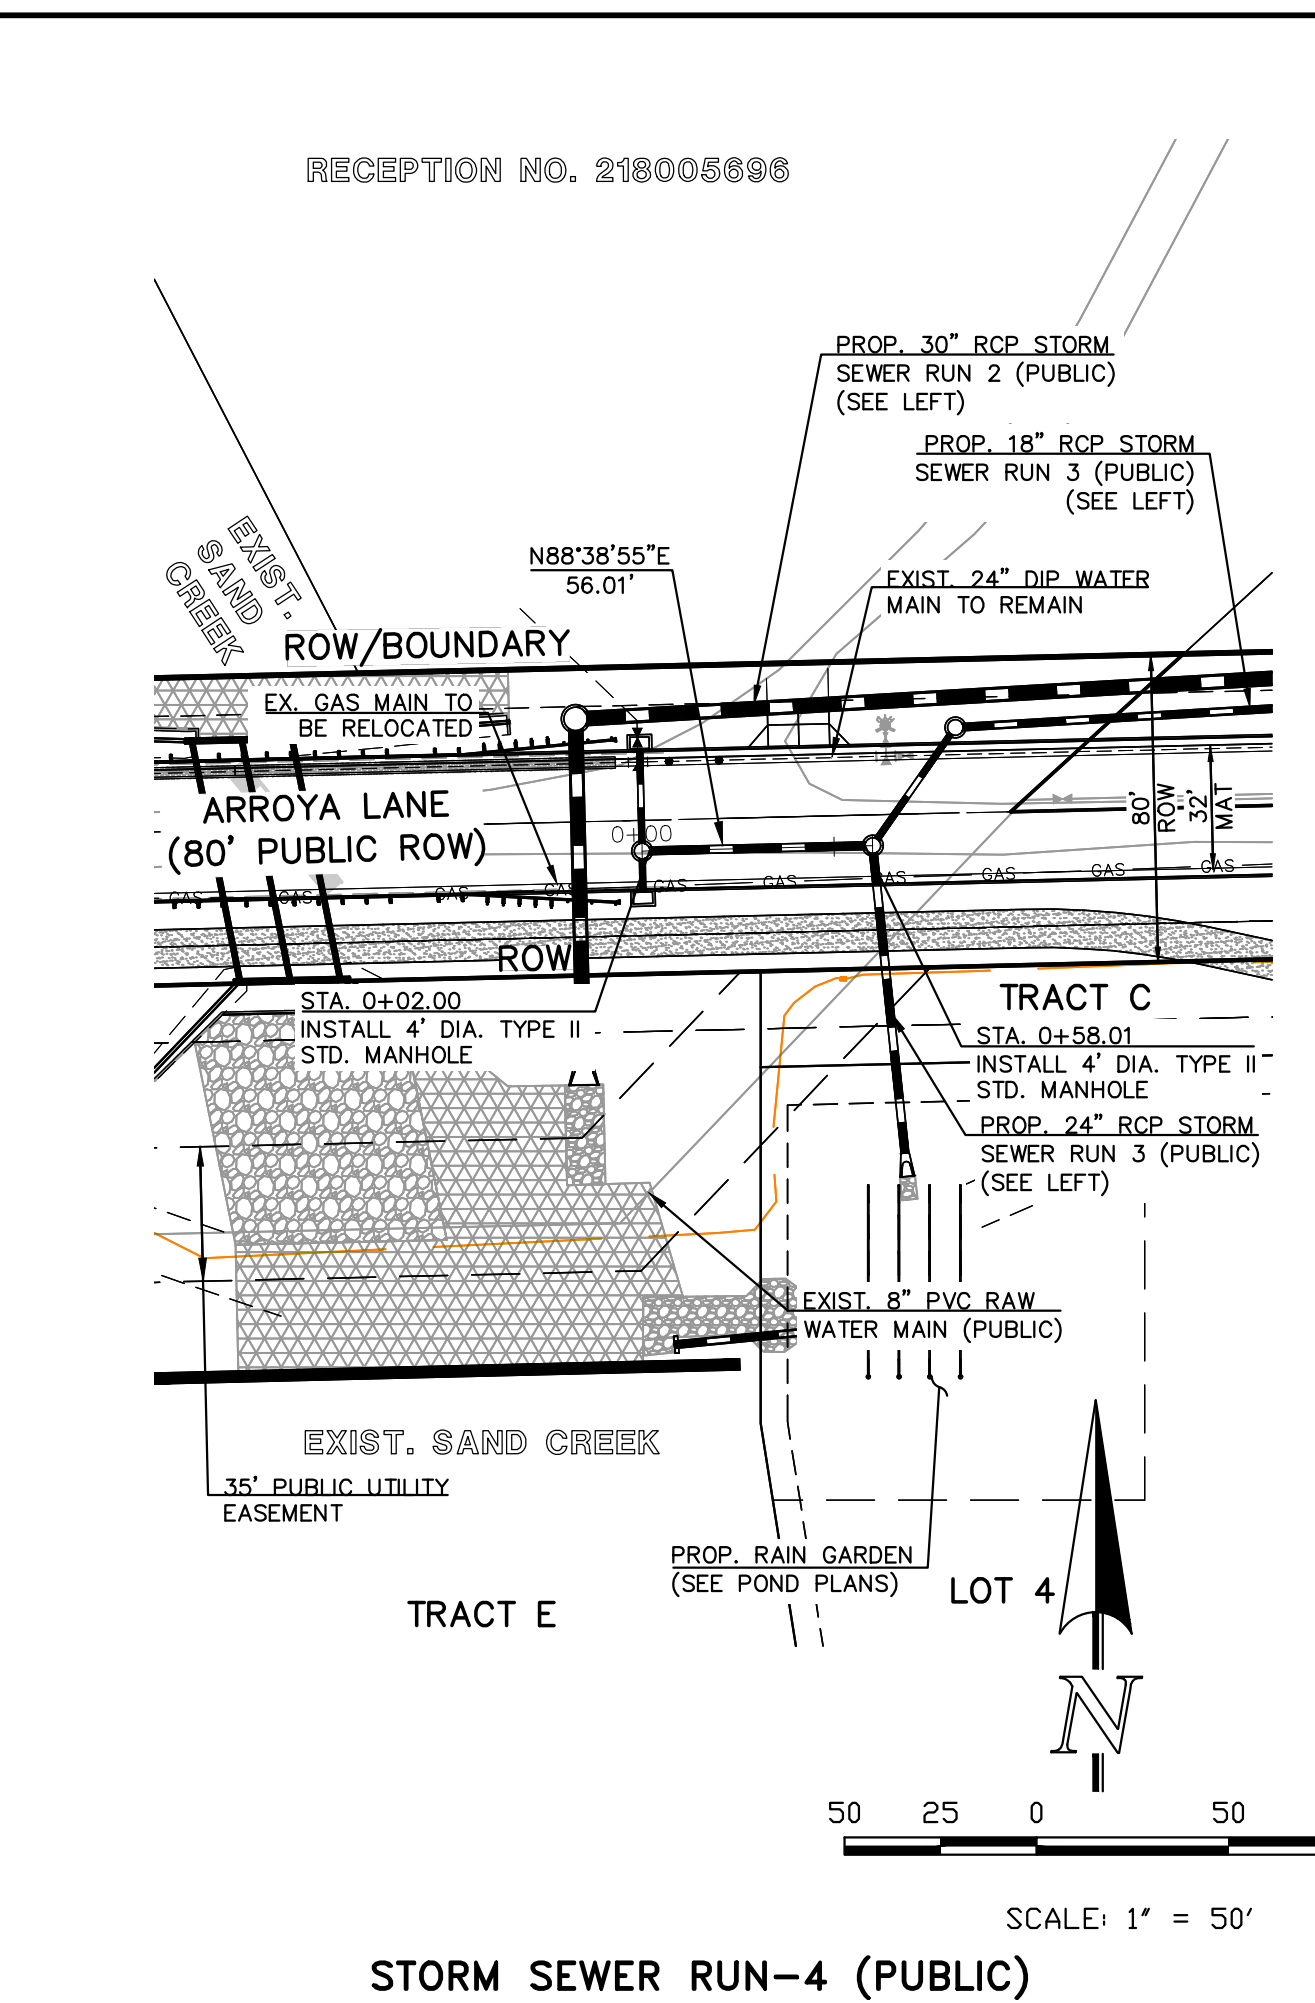 RECEPTION NO. 218005696
PROP. 30" RCP STORM
SEWER RUN 2 (PUBLIC)
(SEE LEFT)
PROP. 18" RCP STORM
SEWER RUN 3 (PUBLIC)
(SEE LEFT)
EXIST.
SAND
CREEK
N88°38'55"E
56.01'
EXIST. 24" DIP WATER
MAIN TO REMAIN
ROW/BOUNDARY
EX. GAS MAIN TO
BE RELOCATED
ARROYA LANE
(80' PUBLIC ROW)
0+00
80'
ROW
32'
MAT
GAS
GAS
GAS
GAS
GAS
GAS
GAS
GAS
GAS
GAS
ROW
TRACT C
STA. 0+02.00
INSTALL 4' DIA. TYPE II
STD. MANHOLE
STA. 0+58.01
INSTALL 4' DIA. TYPE II
STD. MANHOLE
PROP. 24" RCP STORM
SEWER RUN 3 (PUBLIC)
(SEE LEFT)
EXIST. 8" PVC RAW
WATER MAIN (PUBLIC)
EXIST. SAND CREEK
35' PUBLIC UTILITY
EASEMENT
PROP. RAIN GARDEN
(SEE POND PLANS)
LOT 4
TRACT E
N
50 25 0 50
SCALE: 1" = 50'
STORM SEWER RUN-4 (PUBLIC)